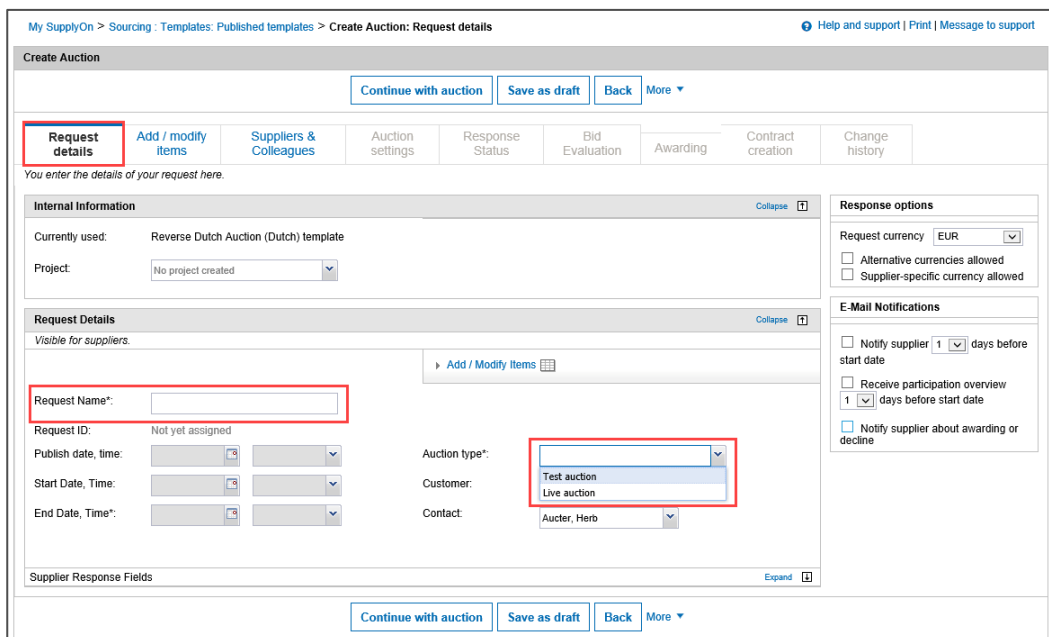 My SupplyOn > Sourcing : Templates: Published templates > Create Auction: Request details
Help and support | Print | Message to support
Create Auction
Continue with auction Save as draft Back More
Request details
Add / modify items
Suppliers & Colleagues
Auction settings
Response Status
Bid Evaluation
Awarding
Contract creation
Change history
You enter the details of your request here.
Internal Information Collapse
Currently used: Reverse Dutch Auction (Dutch) template
Project: No project created
Request Details Collapse
Visible for suppliers.
Add / Modify Items
Request Name*:
Request ID: Not yet assigned
Publish date, time:
Auction type*:
Test auction
Live auction
Start Date, Time:
Customer:
End Date, Time*:
Contact: Aucter, Herb
Supplier Response Fields Expand
Response options
Request currency EUR
Alternative currencies allowed
Supplier-specific currency allowed
E-Mail Notifications
Notify supplier 1 days before
start date
Receive participation overview
1 days before start date
Notify supplier about awarding or
decline
Continue with auction Save as draft Back More